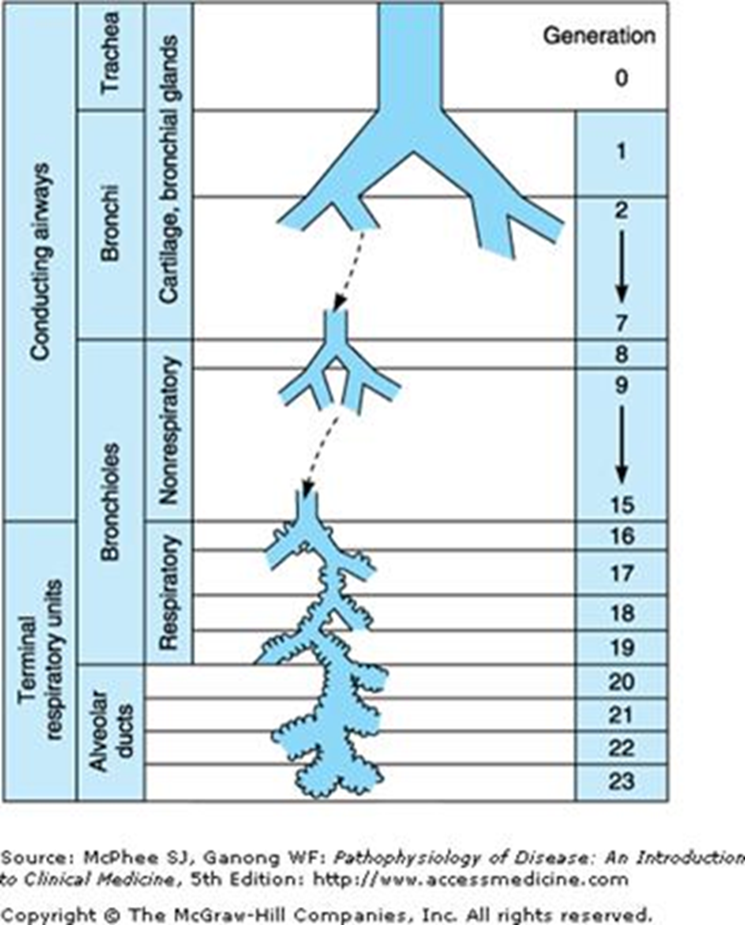 Generation
0
Trachea
Cartilage, bronchial glands
Conducting airways
Bronchi
1
2
7
8
9
15
Nonrespiratory
Bronchioles
Respiratory
16
17
18
19
Terminal
respiratory units
Alveolar
ducts
20
21
22
23
Source: McPhee SJ, Ganong WF: Pathophysiology of Disease: An Introduction
to Clinical Medicine, 5th Edition: http://www.accessmedicine.com
Copyright © The McGraw-Hill Companies, Inc. All rights reserved.